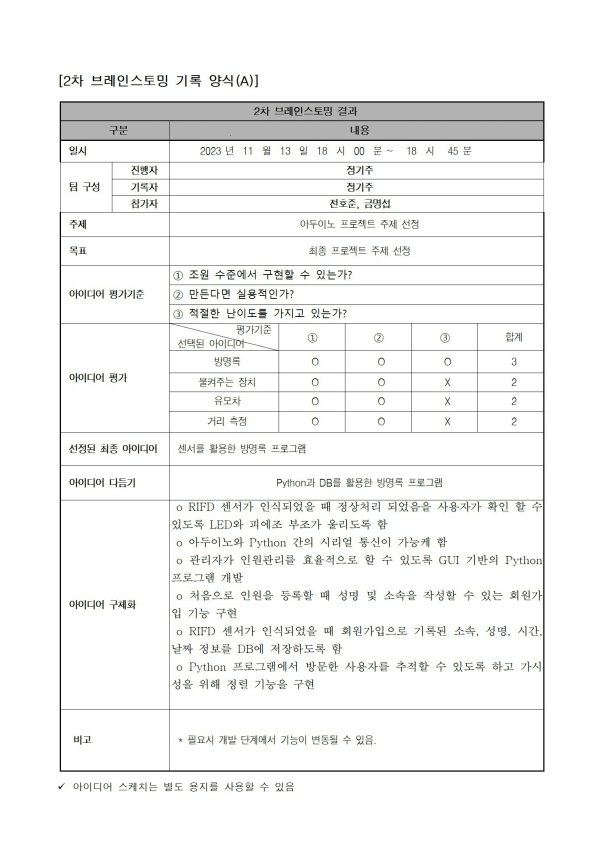 [2차 브레인스토밍 기록 양식(A)]
2차 브레인스토밍 결과
구분 내용
일시 2023 년 11 월 13 일 18 시 00 분 ~ 18 시 45 분
팀 구성 진행자 정기주
기록자 정기주
참가자 전호준, 금명섭
주제 아두이노 프로젝트 주제 선정
목표 최종 프로젝트 주제 선정
아이디어 평가기준 ① 조원 수준에서 구현할 수 있는가?
② 만든다면 실용적인가?
③ 적절한 난이도를 가지고 있는가?
아이디어 평가 평가기준 선택된 아이디어 ① ② ③ 합계
방명록 O O O 3
불켜주는 장치 O O X 2
유모차 O O X 2
거리 측정 O O X 2
선정된 최종 아이디어 센서를 활용한 방명록 프로그램
아이디어 다듬기 Python과 DB를 활용한 방명록 프로그램
아이디어 구체화
o RIFD 센서가 인식되었을 때 정상처리 되었음을 사용자가 확인 할 수
있도록 LED와 피에조 부조가 울리도록 함
o 아두이노와 Python 간의 시리얼 통신이 가능케 함
o 관리자가 인원관리를 효율적으로 할 수 있도록 GUI 기반의 Python
프로그램 개발
o 처음으로 인원을 등록할 때 성명 및 소속을 작성할 수 있는 회원가
입 기능 구현
o RIFD 센서가 인식되었을 때 회원가입으로 기록된 소속, 성명, 시간,
날짜 정보를 DB에 저장하도록 함
o Python 프로그램에서 방문한 사용자를 추적할 수 있도록 하고 가시
성을 위해 정렬 기능을 구현
비고 * 필요시 개발 단계에서 기능이 변동될 수 있음.
✓ 아이디어 스케치는 별도 용지를 사용할 수 있음